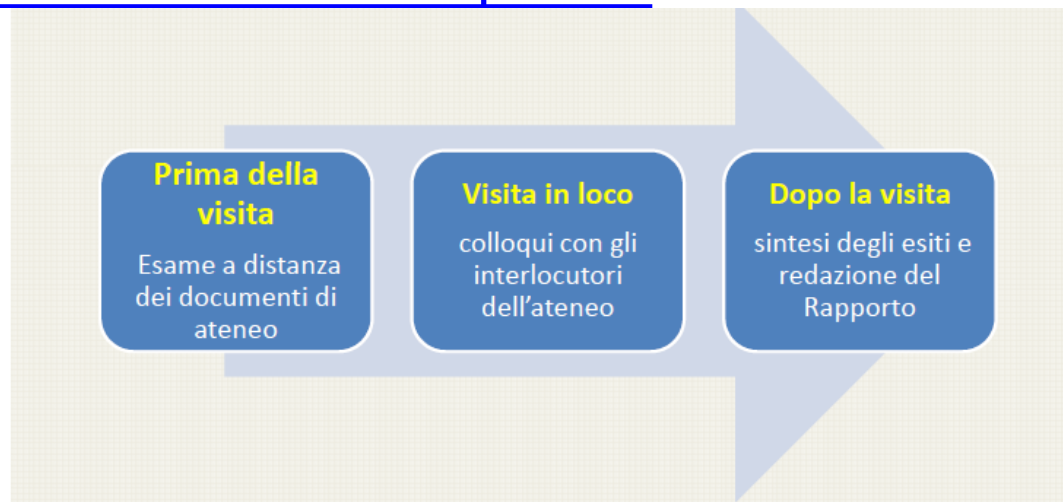 Prima della
visita
Esame a distanza
dei documenti di
ateneo
Visita in loco
colloqui con gli
interlocutori
dell’ateneo
Dopo la visita
sintesi degli esiti e
redazione del
Rapporto